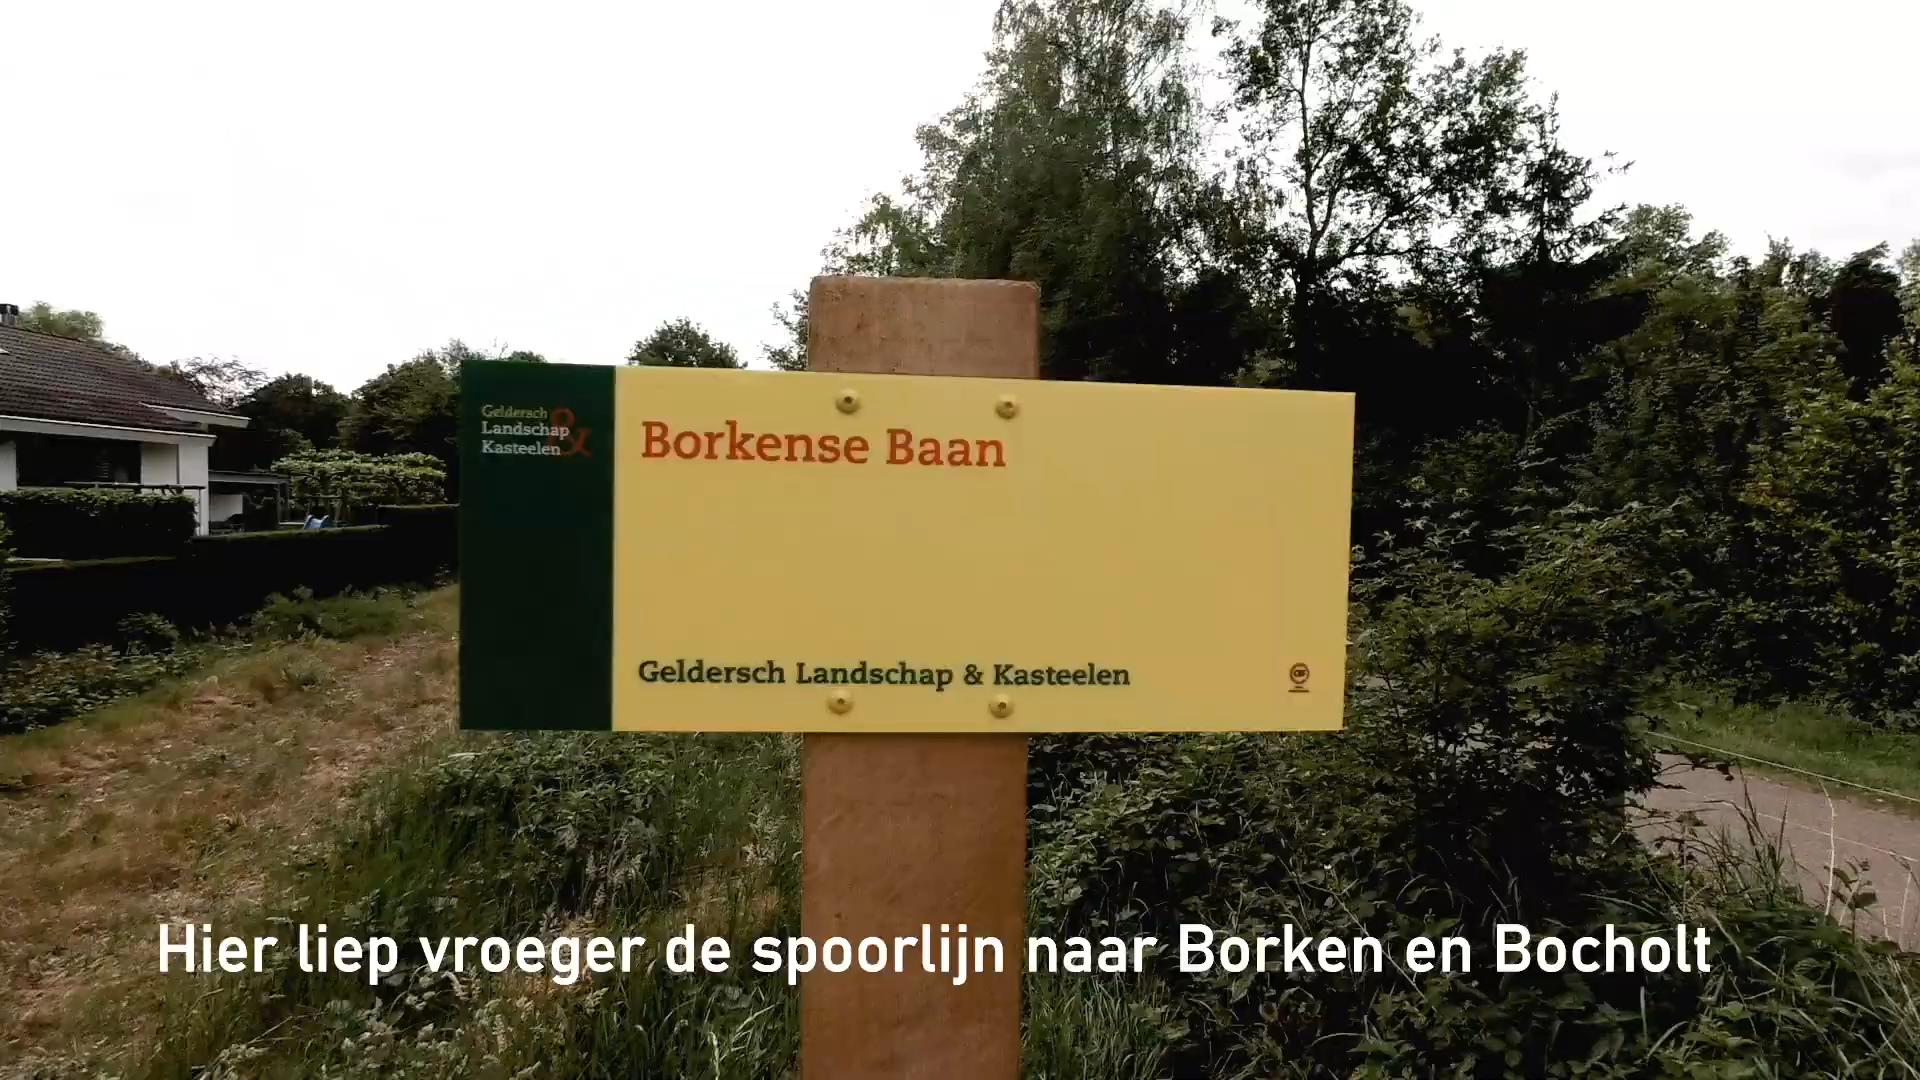 Geldersch
Landschap
Kasteelen
&
Borkense Baan
Geldersch Landschap & Kasteelen
Hier liep vroeger de spoorlijn naar Borken en Bocholt